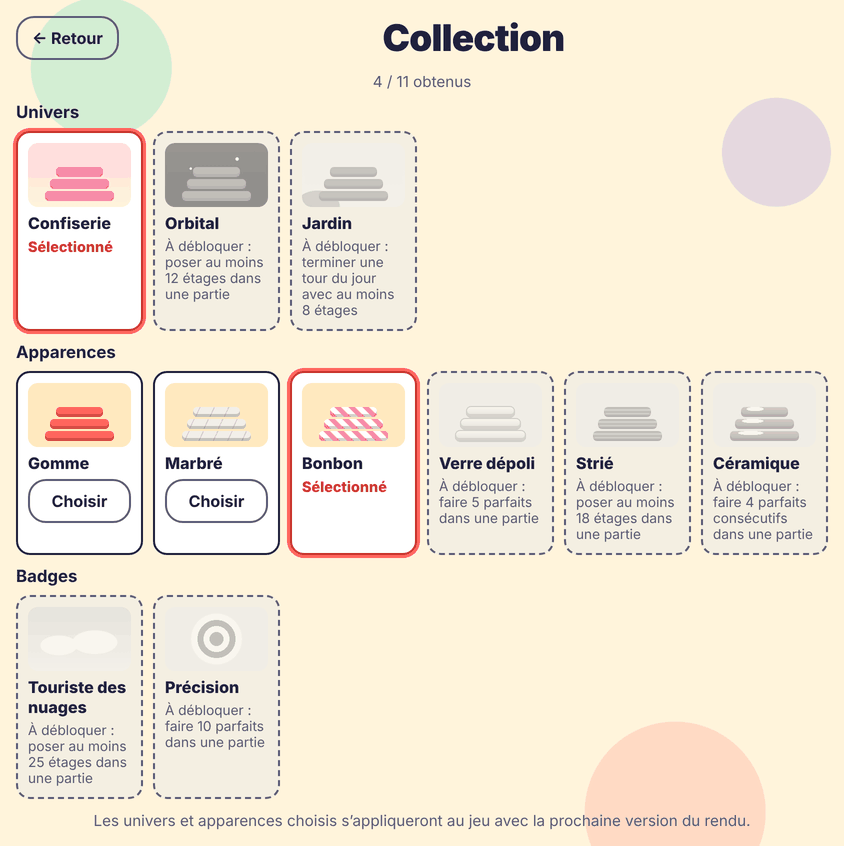 ← Retour
Collection
4 / 11 obtenus
Univers
Confiserie
Sélectionné
Orbital
À débloquer :
poser au moins
12 étages dans
une partie
Jardin
À débloquer :
terminer une
tour du jour
avec au moins
8 étages
Apparences
Gomme
Choisir
Marbré
Choisir
Bonbon
Sélectionné
Verre dépoli
À débloquer :
faire 5 parfaits
dans une partie
Strié
À débloquer :
poser au moins
18 étages dans
une partie
Céramique
À débloquer :
faire 4 parfaits
consécutifs
dans une partie
Badges
Touriste des
nuages
À débloquer :
poser au moins
25 étages dans
une partie
Précision
À débloquer :
faire 10 parfaits
dans une partie
Les univers et apparences choisis s’appliqueront au jeu avec la prochaine version du rendu.